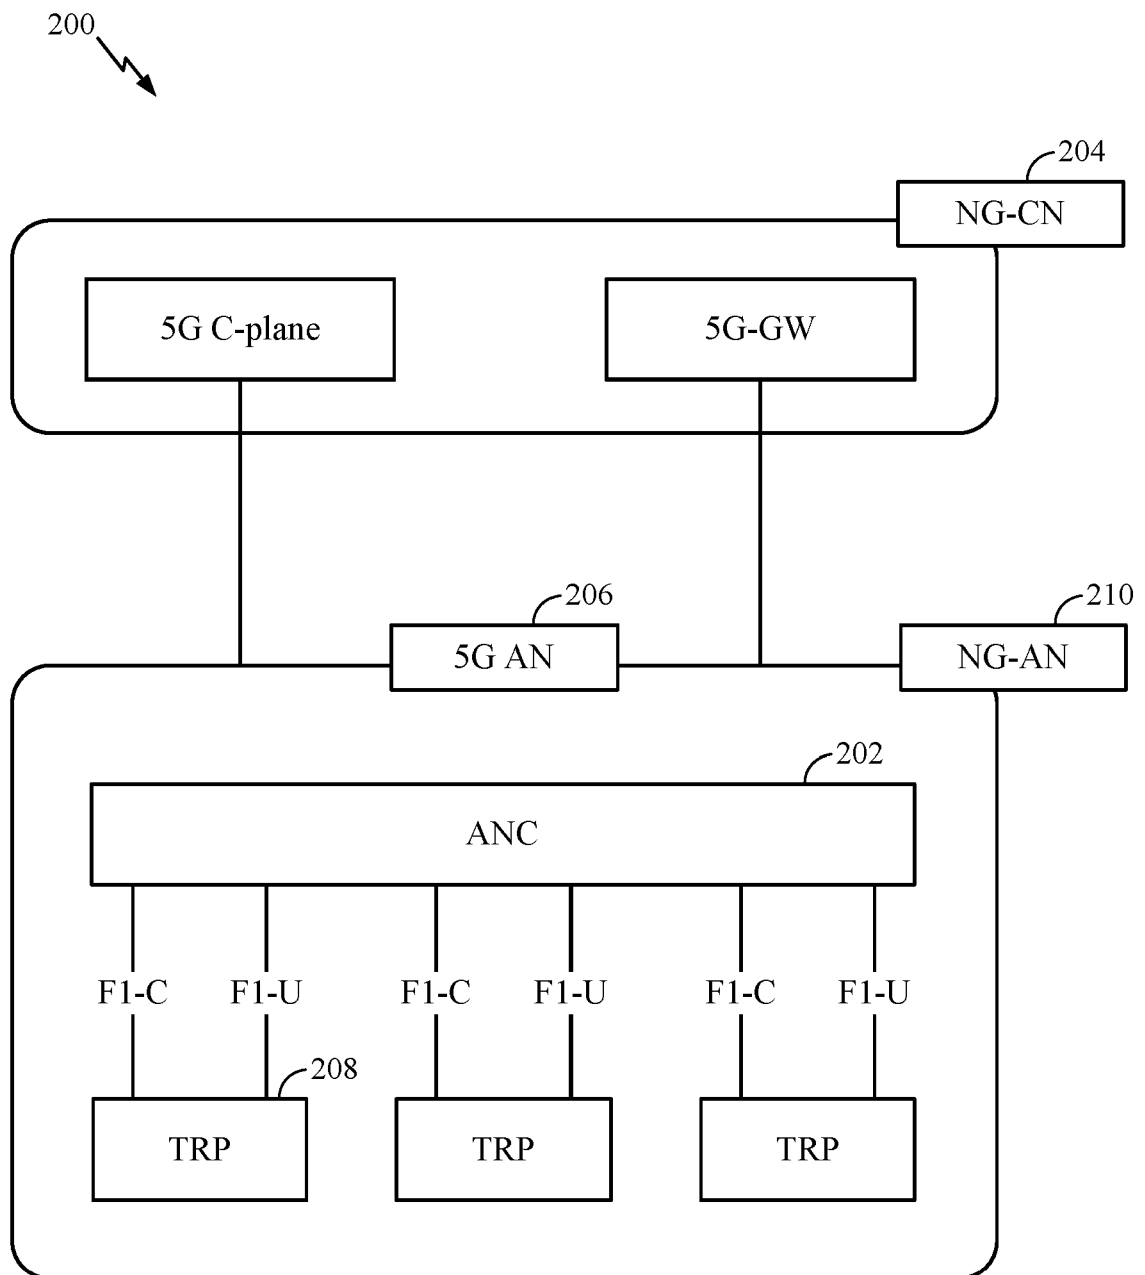 200
204
NG-CN
5G C-plane
5G-GW
206
210
5G AN
NG-AN
202
ANC
F1-C F1-U F1-C F1-U F1-C F1-U
208
TRP TRP TRP